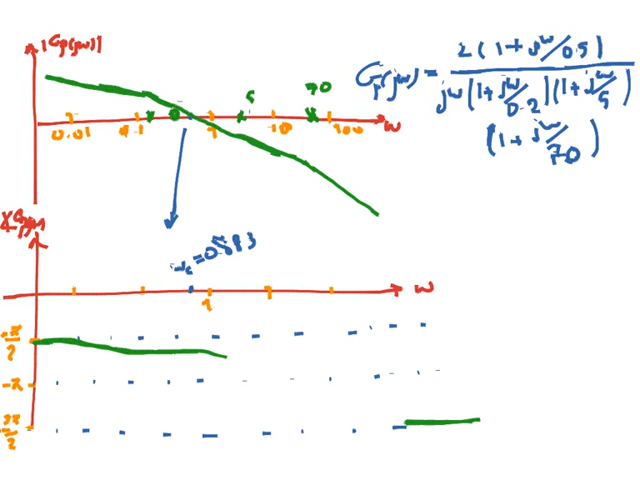 |Gp(jω)|
Gp(jω) = 2(1+jω/0.5) / jω(1+jω/0.2)(1+jω/5)
(1+jω/70)
5 70
0.01 0.1 1 10 100 ω
∠Gp(jω)
ωc=0.883
ω
1
-π/2
-π
-3π/2